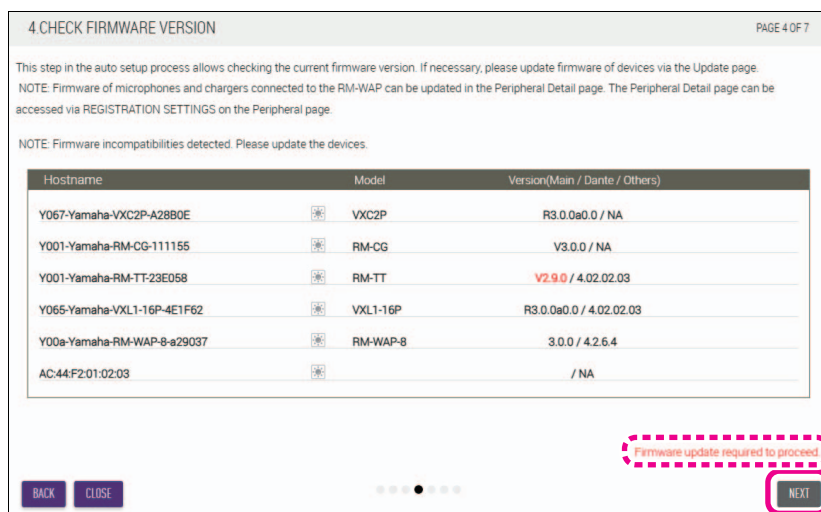 4.CHECK FIRMWARE VERSION PAGE 4 OF 7
This step in the auto setup process allows checking the current firmware version. If necessary, please update firmware of devices via the Update page.
NOTE: Firmware of microphones and chargers connected to the RM-WAP can be updated in the Peripheral Detail page. The Peripheral Detail page can be
accessed via REGISTRATION SETTINGS on the Peripheral page.
NOTE: Firmware incompatibilities detected. Please update the devices.
Hostname Model Version(Main / Dante / Others)
Y067-Yamaha-VXC2P-A28B0E VXC2P R3.0.0a0.0 / NA
Y001-Yamaha-RM-CG-111155 RM-CG V3.0.0 / NA
Y001-Yamaha-RM-TT-23E058 RM-TT V2.9.0 / 4.02.02.03
Y065-Yamaha-VXL1-16P-4E1F62 VXL1-16P R3.0.0a0.0 / 4.02.02.03
Y00a-Yamaha-RM-WAP-8-a29037 RM-WAP-8 3.0.0 / 4.2.6.4
AC:44:F2:01:02:03 / NA
Firmware update required to proceed.
BACK CLOSE NEXT